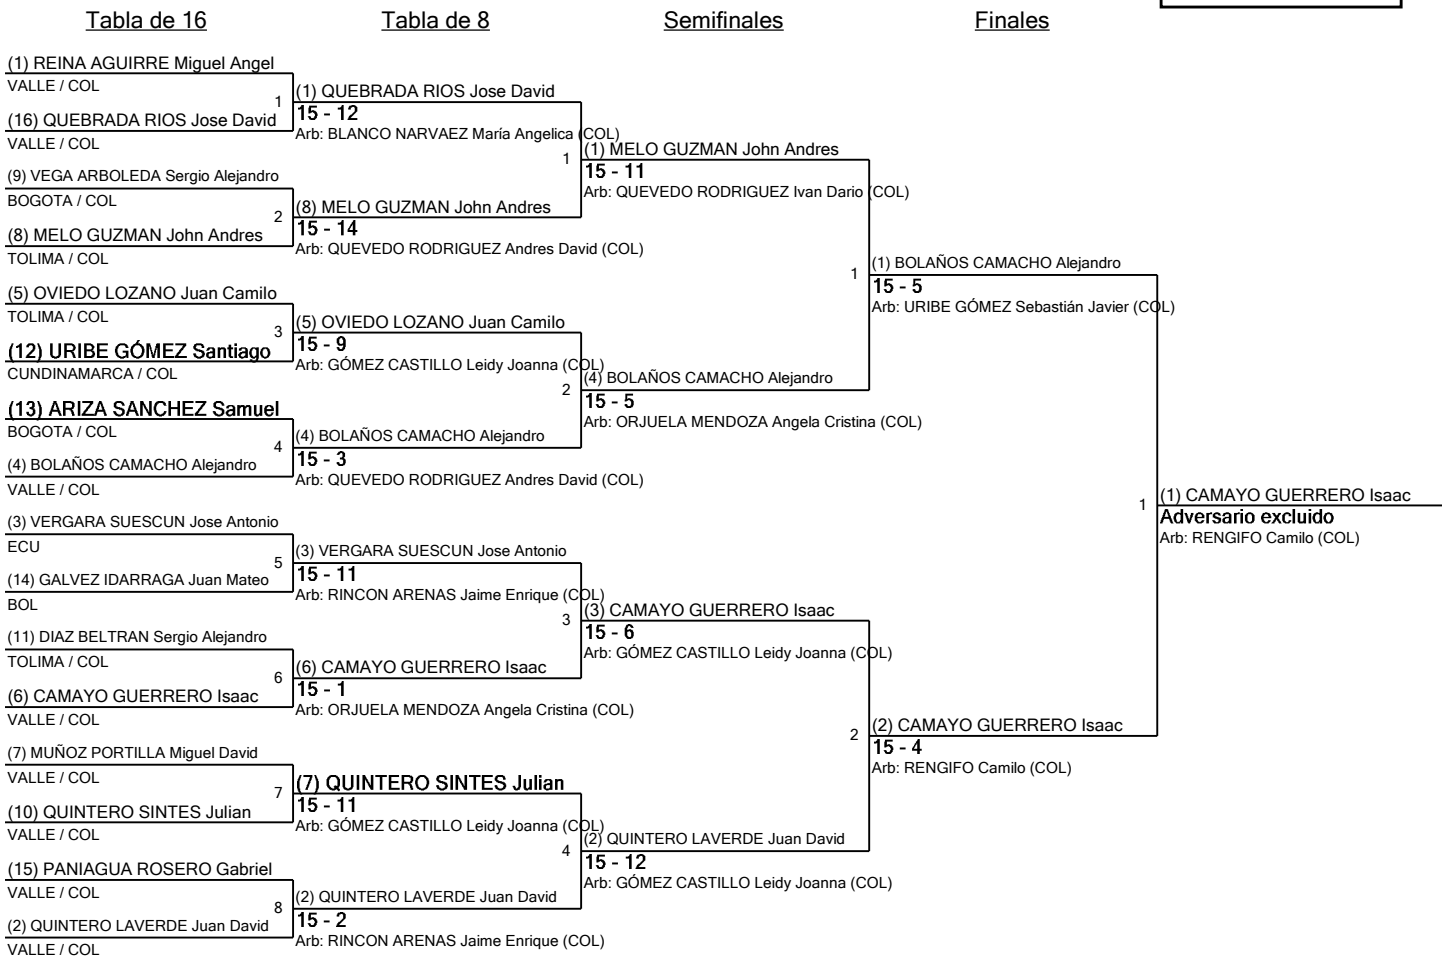 Tabla de 16
Tabla de 8
Semifinales
Finales
(1) REINA AGUIRRE Miguel Angel
VALLE / COL
1
(16) QUEBRADA RIOS Jose David
VALLE / COL
(9) VEGA ARBOLEDA Sergio Alejandro
BOGOTA / COL
2
(8) MELO GUZMAN John Andres
TOLIMA / COL
(5) OVIEDO LOZANO Juan Camilo
TOLIMA / COL
3
(12) URIBE GÓMEZ Santiago
CUNDINAMARCA / COL
(13) ARIZA SANCHEZ Samuel
BOGOTA / COL
4
(4) BOLAÑOS CAMACHO Alejandro
VALLE / COL
(3) VERGARA SUESCUN Jose Antonio
ECU
5
(14) GALVEZ IDARRAGA Juan Mateo
BOL
(11) DIAZ BELTRAN Sergio Alejandro
TOLIMA / COL
6
(6) CAMAYO GUERRERO Isaac
VALLE / COL
(7) MUÑOZ PORTILLA Miguel David
VALLE / COL
7
(10) QUINTERO SINTES Julian
VALLE / COL
(15) PANIAGUA ROSERO Gabriel
VALLE / COL
8
(2) QUINTERO LAVERDE Juan David
VALLE / COL
(1) QUEBRADA RIOS Jose David
15 - 12
Arb: BLANCO NARVAEZ María Angelica (COL)
1
(8) MELO GUZMAN John Andres
15 - 14
Arb: QUEVEDO RODRIGUEZ Andres David (COL)
(5) OVIEDO LOZANO Juan Camilo
15 - 9
Arb: GÓMEZ CASTILLO Leidy Joanna (COL)
2
(4) BOLAÑOS CAMACHO Alejandro
15 - 3
Arb: QUEVEDO RODRIGUEZ Andres David (COL)
(3) VERGARA SUESCUN Jose Antonio
15 - 11
Arb: RINCON ARENAS Jaime Enrique (COL)
3
(6) CAMAYO GUERRERO Isaac
15 - 1
Arb: ORJUELA MENDOZA Angela Cristina (COL)
(7) QUINTERO SINTES Julian
15 - 11
Arb: GÓMEZ CASTILLO Leidy Joanna (COL)
4
(2) QUINTERO LAVERDE Juan David
15 - 2
Arb: RINCON ARENAS Jaime Enrique (COL)
(1) MELO GUZMAN John Andres
15 - 11
Arb: QUEVEDO RODRIGUEZ Ivan Dario (COL)
1
(4) BOLAÑOS CAMACHO Alejandro
15 - 5
Arb: ORJUELA MENDOZA Angela Cristina (COL)
(3) CAMAYO GUERRERO Isaac
15 - 6
Arb: GÓMEZ CASTILLO Leidy Joanna (COL)
2
(2) QUINTERO LAVERDE Juan David
15 - 12
Arb: GÓMEZ CASTILLO Leidy Joanna (COL)
(1) BOLAÑOS CAMACHO Alejandro
15 - 5
Arb: URIBE GÓMEZ Sebastián Javier (COL)
1
(2) CAMAYO GUERRERO Isaac
15 - 4
Arb: RENGIFO Camilo (COL)
(1) CAMAYO GUERRERO Isaac
Adversario excluido
Arb: RENGIFO Camilo (COL)